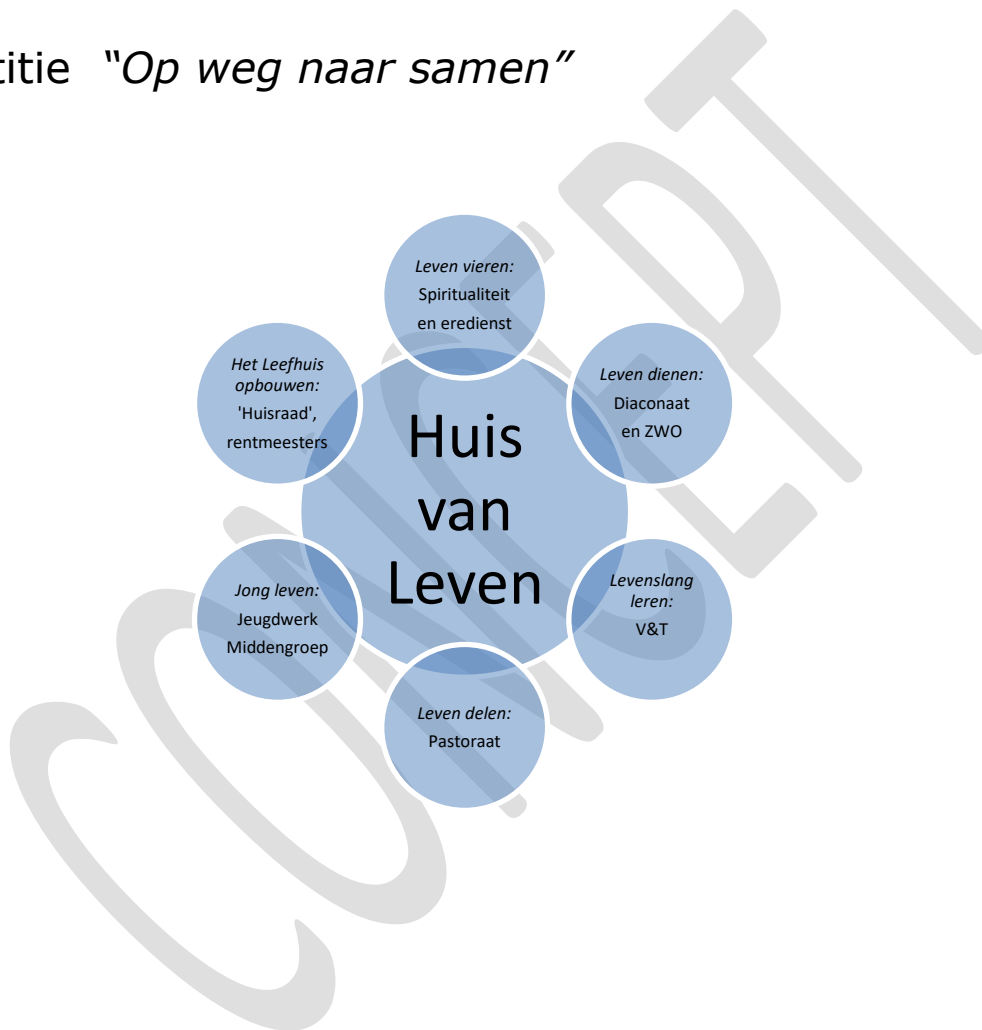 titie “Op weg naar samen”
Leven vieren:
Spiritualiteit
en eredienst
Leven dienen:
Diaconaat
en ZWO
Levenslang
leren:
V&T
Leven delen:
Pastoraat
Jong leven:
Jeugdwerk
Middengroep
Het Leefhuis
opbouwen:
'Huisraad',
rentmeesters
Huis
van
Leven
CONCEPT